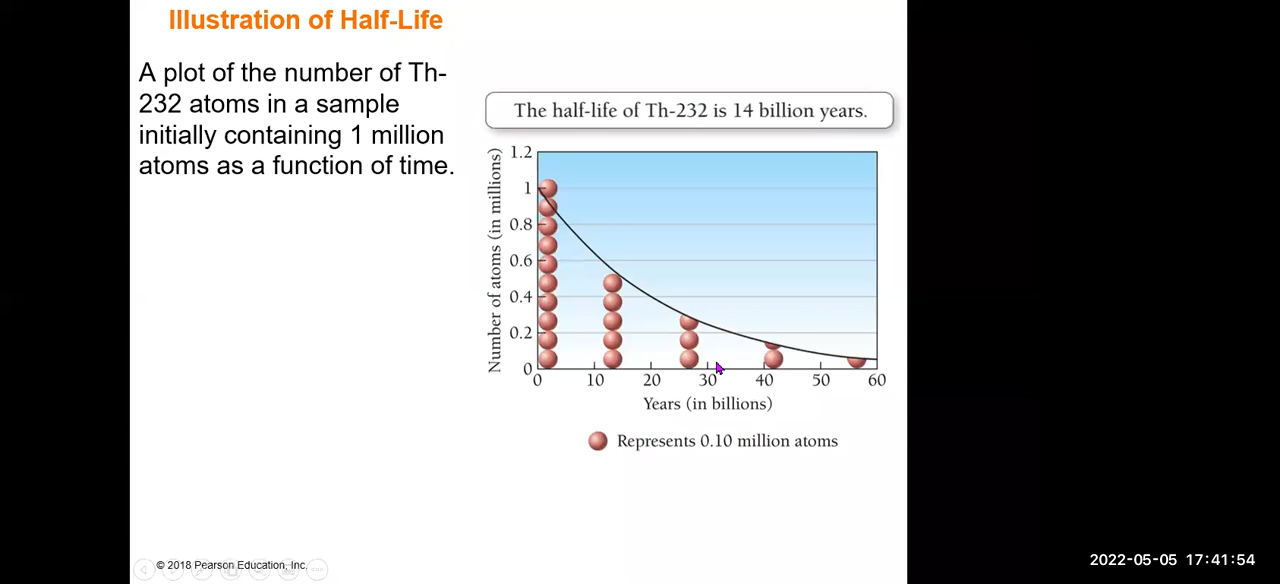 Illustration of Half-Life
A plot of the number of Th-
232 atoms in a sample
initially containing 1 million
atoms as a function of time.
The half-life of Th-232 is 14 billion years.
Number of atoms (in millions)
1.2
1
0.8
0.6
0.4
0.2
0
0 10 20 30 40 50 60
Years (in billions)
Represents 0.10 million atoms
© 2018 Pearson Education, Inc.
2022-05-05 17:41:54